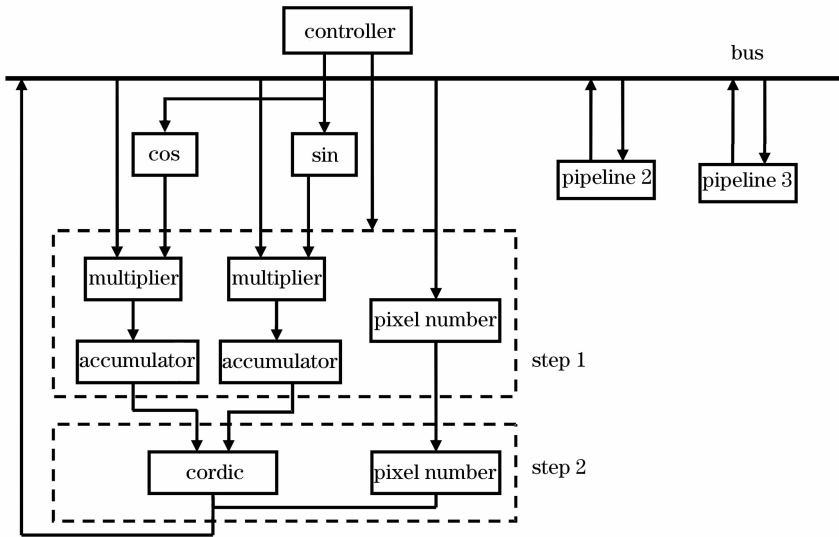 controller
bus
cos
sin
pipeline 2
pipeline 3
multiplier
multiplier
pixel number
accumulator
accumulator
step 1
cordic
pixel number
step 2